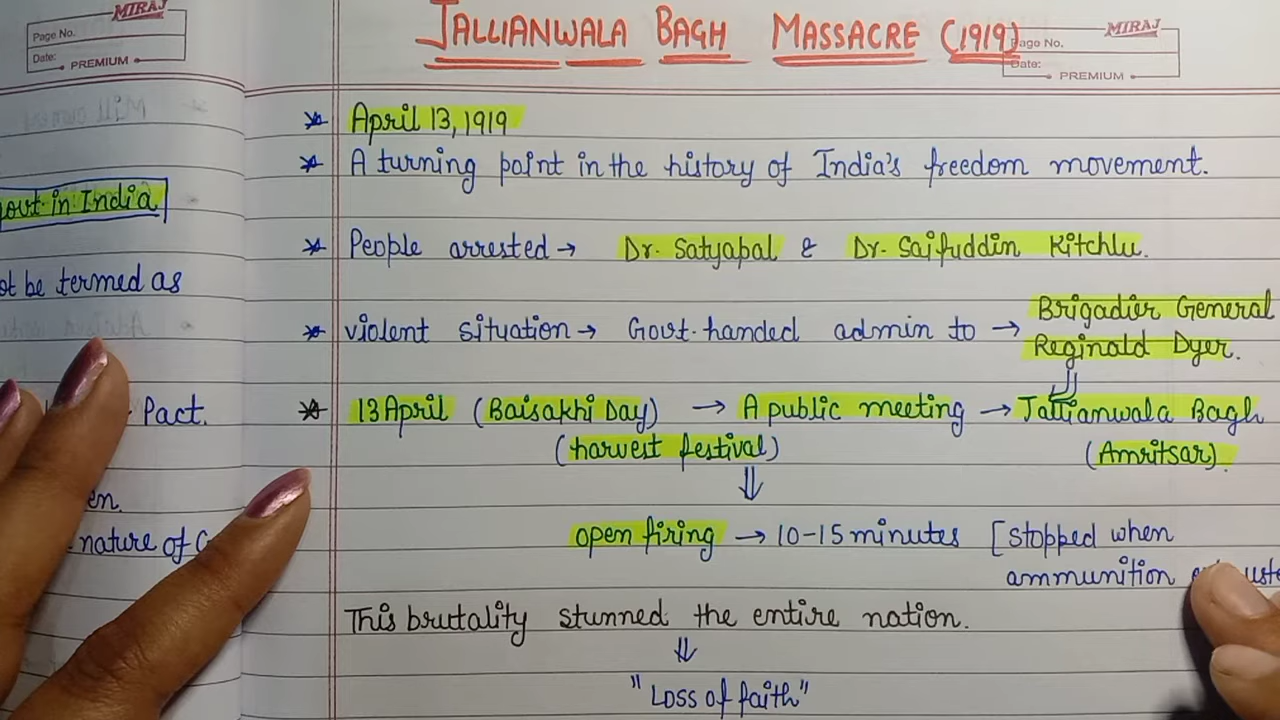 MIRAJ
Page No.
Date:
PREMIUM
JALLIANWALA BAGH MASSACRE (1919)
MIRAJ
Page No.
Date:
PREMIUM
April 13, 1919
A turning point in the history of India's freedom movement.
Govt in India
People arrested → Dr. Satyapal & Dr. Saifuddin Kitchlu.
not be termed as
violent situation → Govt. handed admin to → Brigadier General
Reginald Dyer.
Pact.
13 April (Baisakhi Day) → A public meeting → Jallianwala Bagh
(harvest festival)
(Amritsar).
en.
nature of
open firing → 10-15 minutes [stopped when
ammunition
This brutality stunned the entire nation.
"Loss of faith"